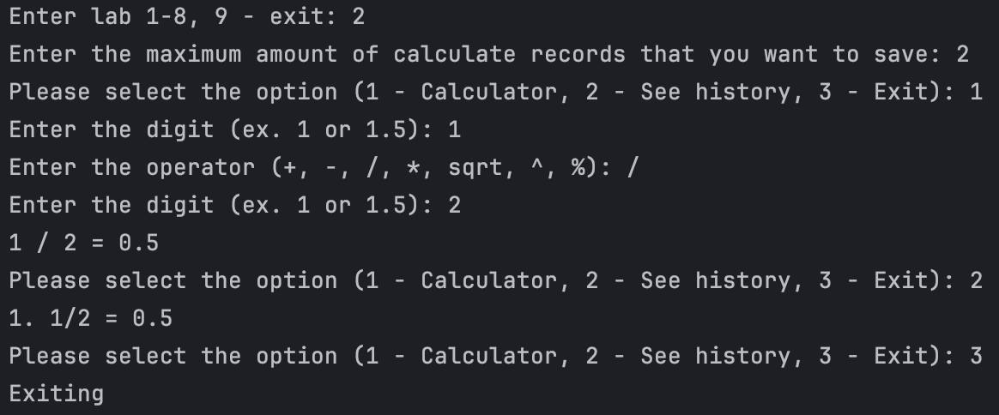 Enter lab 1-8, 9 - exit: 2
Enter the maximum amount of calculate records that you want to save: 2
Please select the option (1 - Calculator, 2 - See history, 3 - Exit): 1
Enter the digit (ex. 1 or 1.5): 1
Enter the operator (+, -, /, *, sqrt, ^, %): /
Enter the digit (ex. 1 or 1.5): 2
1 / 2 = 0.5
Please select the option (1 - Calculator, 2 - See history, 3 - Exit): 2
1. 1/2 = 0.5
Please select the option (1 - Calculator, 2 - See history, 3 - Exit): 3
Exiting